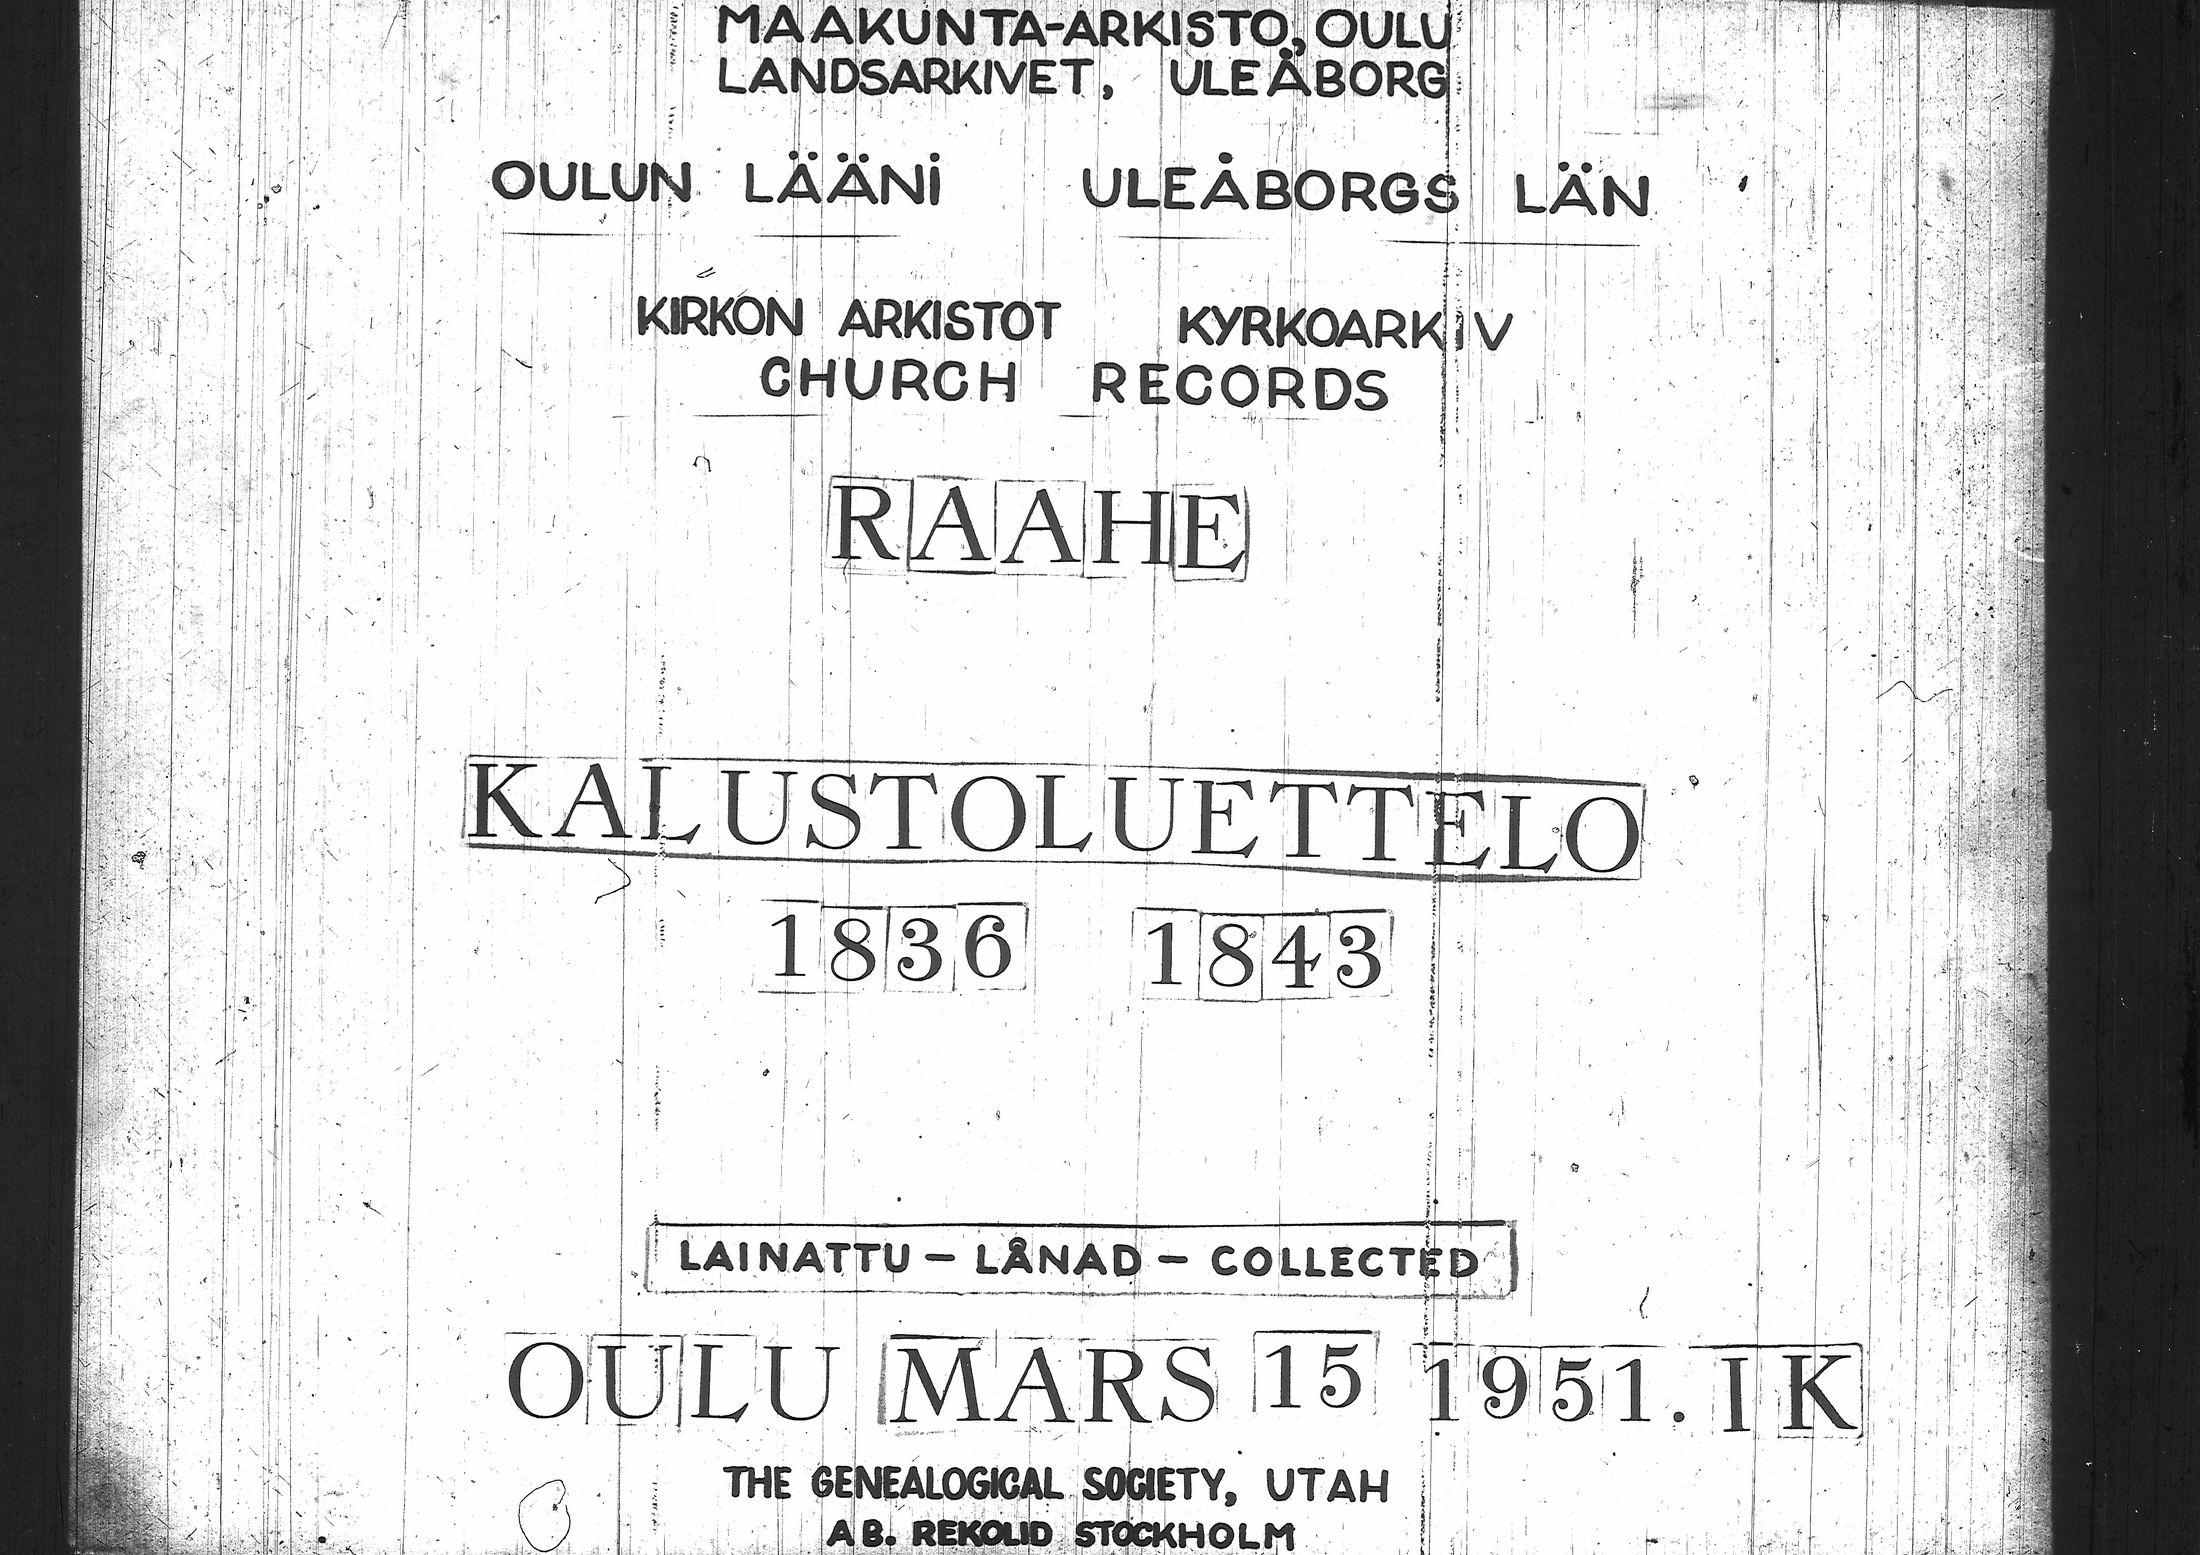 MAAKUNTA-ARKISTO, OULU
LANDSARKIVET, ULEÅBORG
OULUN LÄÄNI ULEÅBORGS LÄN
KIRKON ARKISTOT KYRKOARKIV
CHURCH RECORDS
RAAHE
KALUSTOLUETTELO
1836 1843
LAINATTU – LÅNAD – COLLECTED
OULU MARS 15 1951. IK
THE GENEALOGICAL SOCIETY, UTAH
AB. REKOLID STOCKHOLM